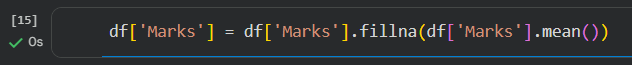 [15]
df['Marks'] = df['Marks'].fillna(df['Marks'].mean())
✓ 0s